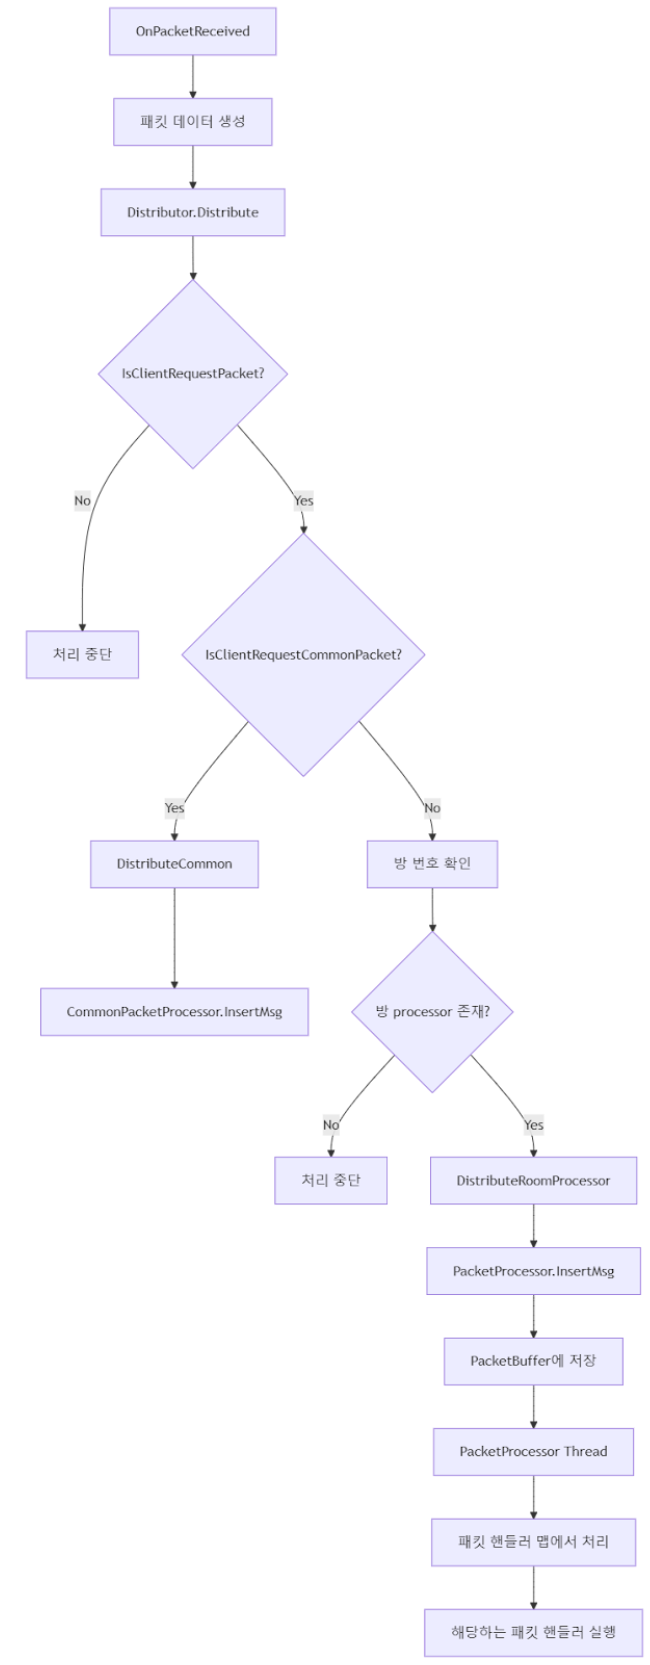 OnPacketReceived
패킷 데이터 생성
Distributor.Distribute
IsClientRequestPacket?
No
Yes
처리 중단
IsClientRequestCommonPacket?
Yes
No
DistributeCommon
방 번호 확인
CommonPacketProcessor.InsertMsg
방 processor 존재?
No
Yes
처리 중단
DistributeRoomProcessor
PacketProcessor.InsertMsg
PacketBuffer에 저장
PacketProcessor Thread
패킷 핸들러 맵에서 처리
해당하는 패킷 핸들러 실행